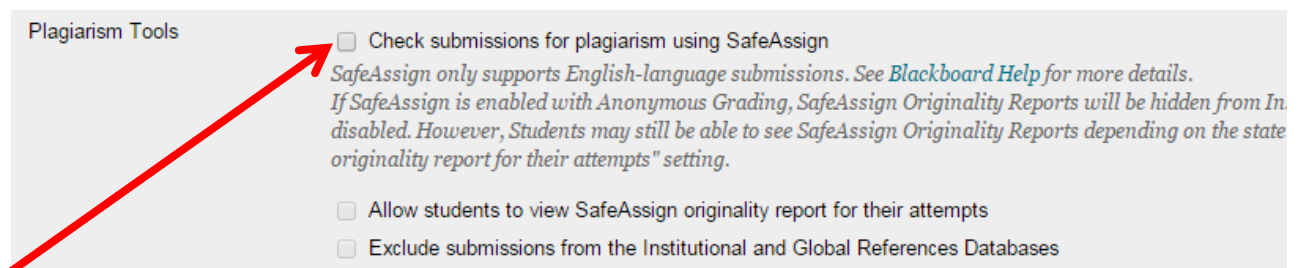 Plagiarism Tools
Check submissions for plagiarism using SafeAssign
SafeAssign only supports English-language submissions. See Blackboard Help for more details.
If SafeAssign is enabled with Anonymous Grading, SafeAssign Originality Reports will be hidden from In
disabled. However, Students may still be able to see SafeAssign Originality Reports depending on the state
originality report for their attempts" setting.
Allow students to view SafeAssign originality report for their attempts
Exclude submissions from the Institutional and Global References Databases